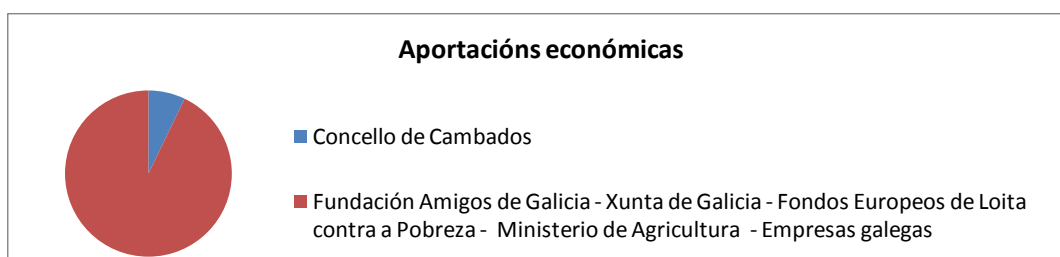 Aportacións económicas
Concello de Cambados
Fundación Amigos de Galicia - Xunta de Galicia - Fondos Europeos de Loita
contra a Pobreza -  Ministerio de Agricultura  - Empresas galegas